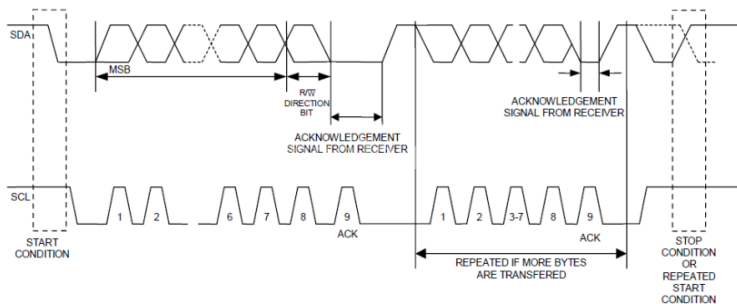 SDA
MSB
R/W
DIRECTION
BIT
ACKNOWLEDGEMENT
SIGNAL FROM RECEIVER
ACKNOWLEDGEMENT
SIGNAL FROM RECEIVER
SCL
1 2 6 7 8 9 1 2 3-7 8 9
ACK ACK
START
CONDITION
REPEATED IF MORE BYTES
ARE TRANSFERED
STOP
CONDITION
OR
REPEATED
START
CONDITION